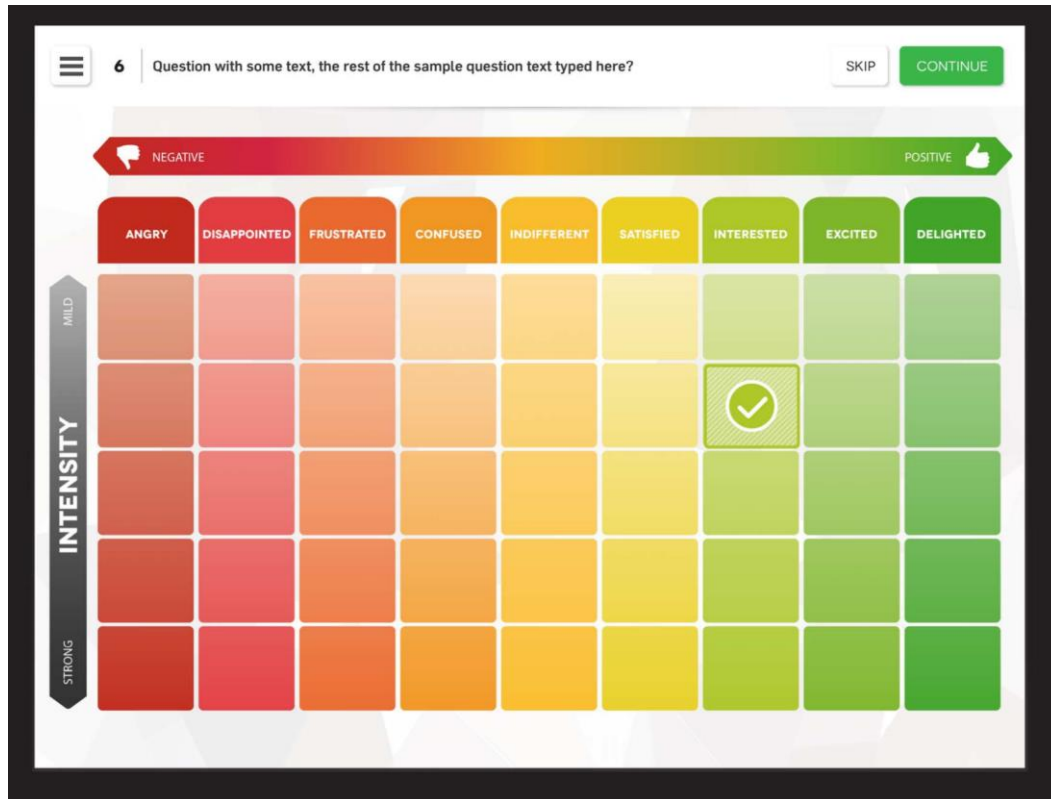 6 Question with some text, the rest of the sample question text typed here? SKIP CONTINUE
NEGATIVE POSITIVE
ANGRY DISAPPOINTED FRUSTRATED CONFUSED INDIFFERENT SATISFIED INTERESTED EXCITED DELIGHTED
MILD
INTENSITY
STRONG